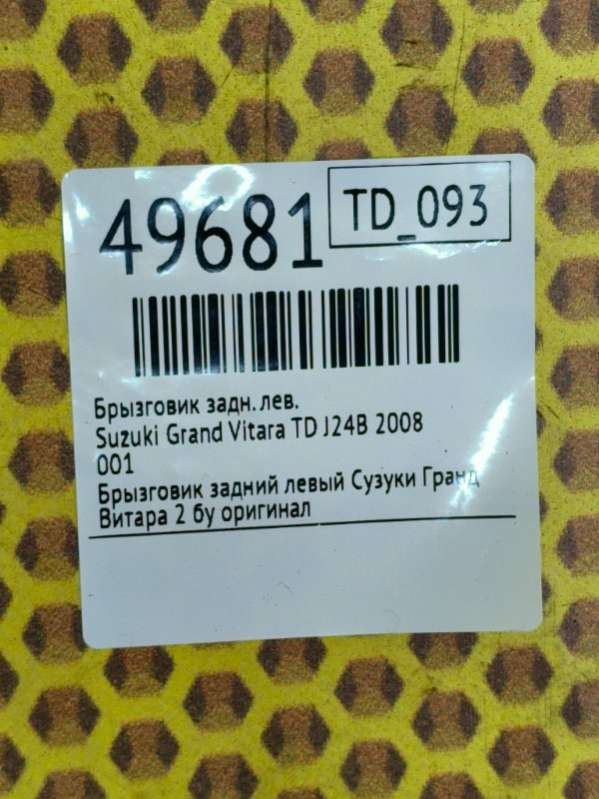 49681
TD_093
Брызговик задн. лев.
Suzuki Grand Vitara TD J24B 2008
001
Брызговик задний левый Сузуки Гранд
Витара 2 бу оригинал